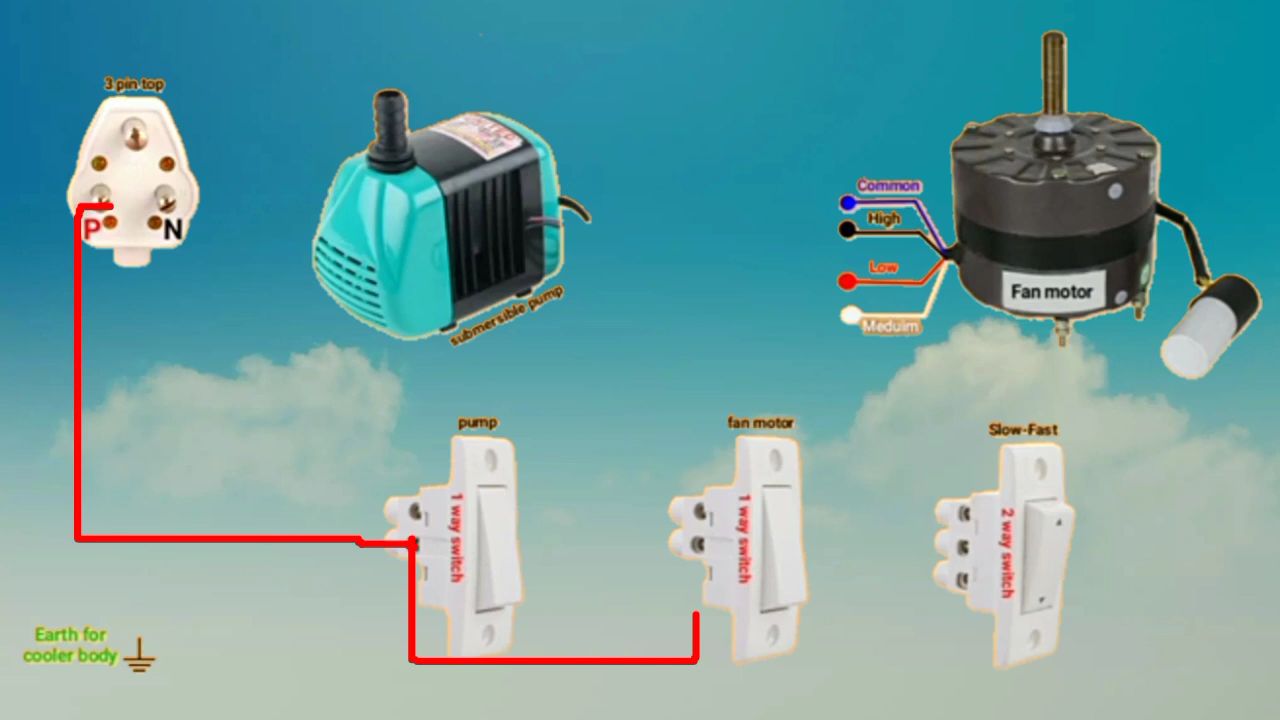 3 pin top
P
N
submersible pump
Common
High
Low
Meduim
Fan motor
pump
1 way switch
fan motor
1 way switch
Slow-Fast
2 way switch
Earth for
cooler body